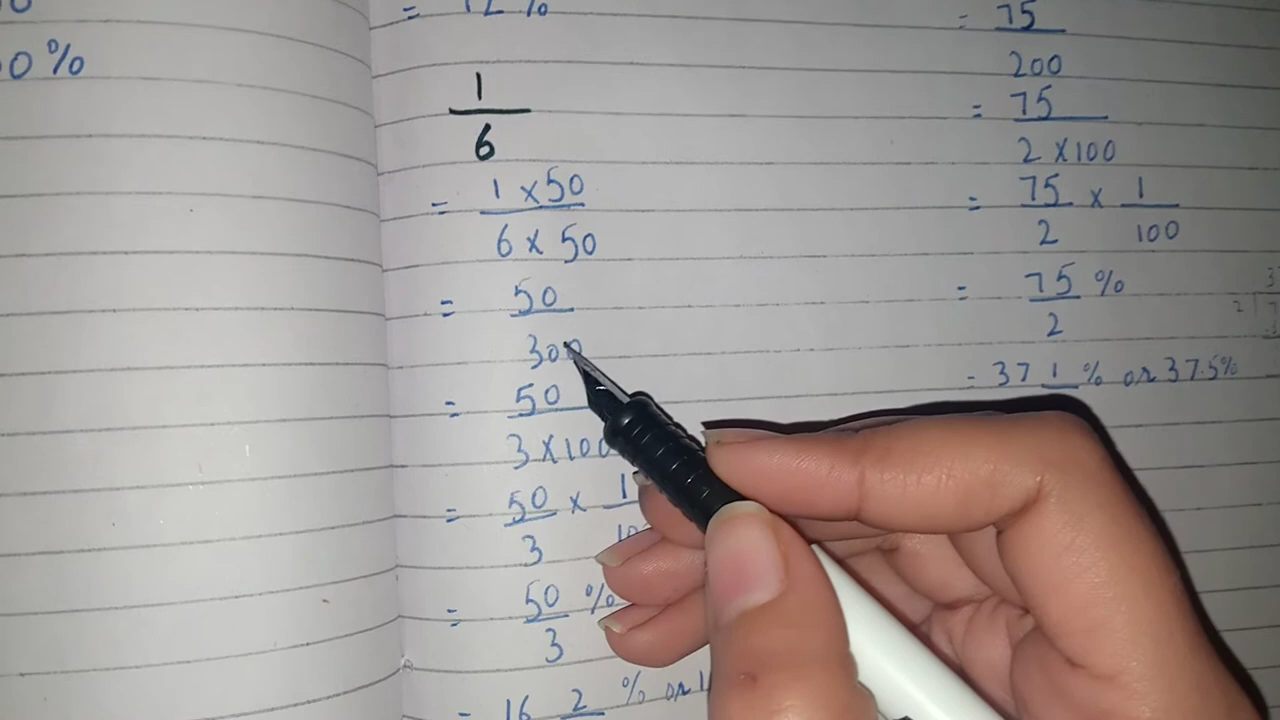 0%
= 12%
1
6
= 1 x 50
6 x 50
= 50
300
= 50
3 x 100
= 50 x 1
3
= 50 %
3
= 16 2 % or
= 75
200
= 75
2 x 100
= 75 x 1
2 100
= 75 %
2
= 37 1 % or 37.5%